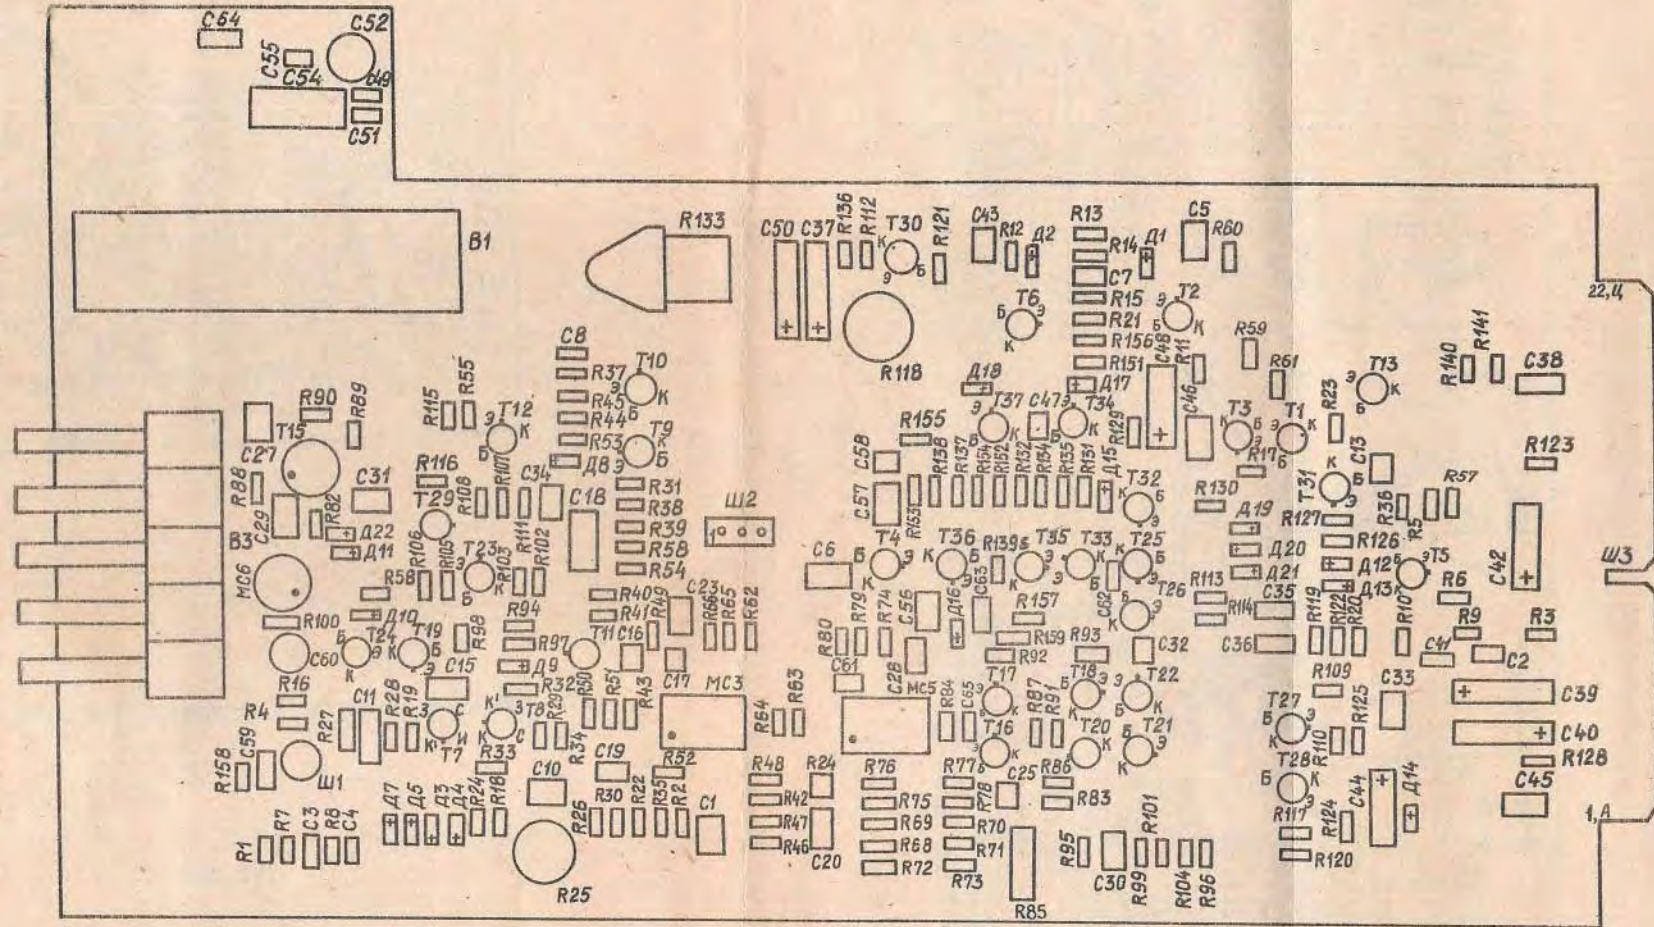 C64
C52
C55
C54
C49
C51
B1
R133
C50
C37
R136
R112
T30
R121
C43
R12
Д2
R13
R14
C7
Д1
C5
R60
К
Э
Б
R15
R21
R156
R151
Д17
T6
Б
Э
К
T2
Э
Б
К
22,Ц
R118
Д18
C48
R11
R59
R61
T13
Э
Б
К
R140
R141
C38
C8
R37
R45
R44
R53
Д8
T10
Э
Б
К
T9
К
Б
Э
R90
R89
T15
C27
R88
C29
R82
C31
Д22
Д11
R115
R55
T12
Э
К
Б
R116
T29
К
Б
Э
R108
R107
R111
C34
R102
C18
R31
R38
R39
R58
R54
Ш2
1
R155
C58
C57
R153
R138
R137
R154
R152
R132
R134
R135
Д15
T37
К
Б
C47
T34
Э
К
R129
C46
T3
К
Б
Э
T1
Э
К
Б
R17
R23
C13
T31
К
Б
Э
R123
R36
R5
R57
R130
R127
R126
Д12
Д13
Д19
Д20
Д21
T32
К
Б
Э
T25
К
Б
Э
T26
К
Э
T4
Б
Э
К
T36
К
Э
Б
R139
T35
Э
К
T33
К
Э
C62
C63
C6
C56
Д16
R157
R159
R92
R93
C32
R113
R114
C35
C36
R119
R122
R20
R10
T5
Б
К
R6
R9
R3
C42
Ш3
C41
C2
B3
MC6
R58
R106
R105
T23
К
Э
Б
R103
R94
R97
Д9
R32
R100
Д10
C60
T24
Б
Э
К
T19
К
Б
Э
R98
C15
R40
R41
R49
C23
R66
R65
R62
T11
C16
C17
R50
R51
R43
MC3
R64
R63
R80
R79
R74
C61
C28
MC5
R84
C65
T17
Э
К
Б
T16
Э
К
Б
R87
R91
T18
К
Э
Б
T22
Э
К
Б
T20
Б
Э
К
T21
Б
Э
К
R16
R4
R27
C11
R28
R19
T7
З
С
К
И
T8
К
З
С
R29
R34
R33
C59
R158
Ш1
R7
R1
C3
R8
C4
Д7
Д5
Д3
Д4
R24
R18
C10
R25
R26
R30
R22
R35
R2
C19
R52
C1
R48
R42
R47
R46
R24
C20
R76
R75
R69
R68
R72
R77
R78
R70
R71
R73
C25
R86
R83
R85
R95
C30
R99
R101
R104
R96
R109
T27
Э
Б
К
T28
Э
Б
К
R110
R125
C33
C39
C40
R128
C45
R117
R120
R124
C44
Д14
1,А